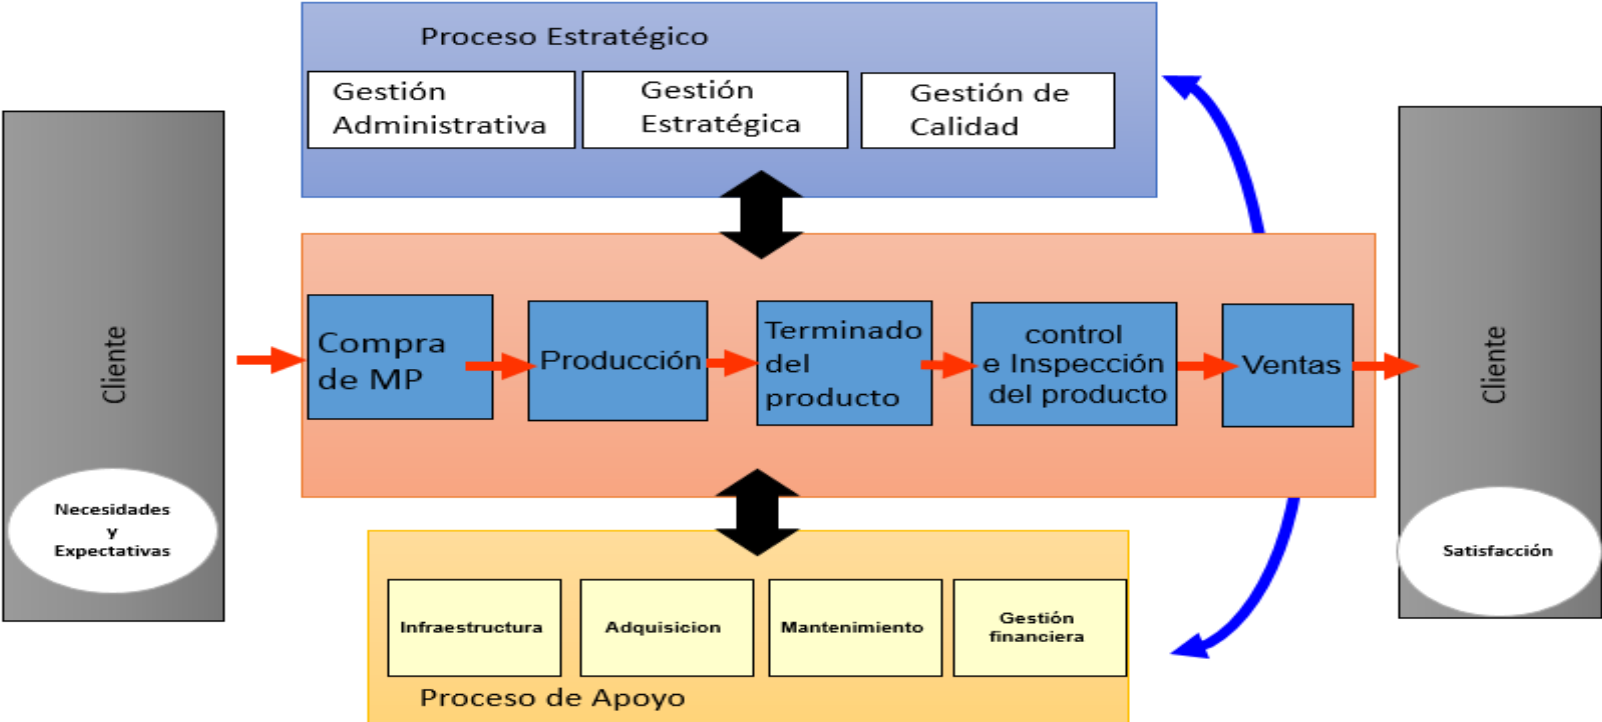 Proceso Estratégico
Gestión
Administrativa
Gestión
Estratégica
Gestión de
Calidad
Cliente
Necesidades
y
Expectativas
Compra
de MP
Producción
Terminado
del
producto
control
e Inspección
del producto
Ventas
Cliente
Satisfacción
Infraestructura
Adquisicion
Mantenimiento
Gestión
financiera
Proceso de Apoyo